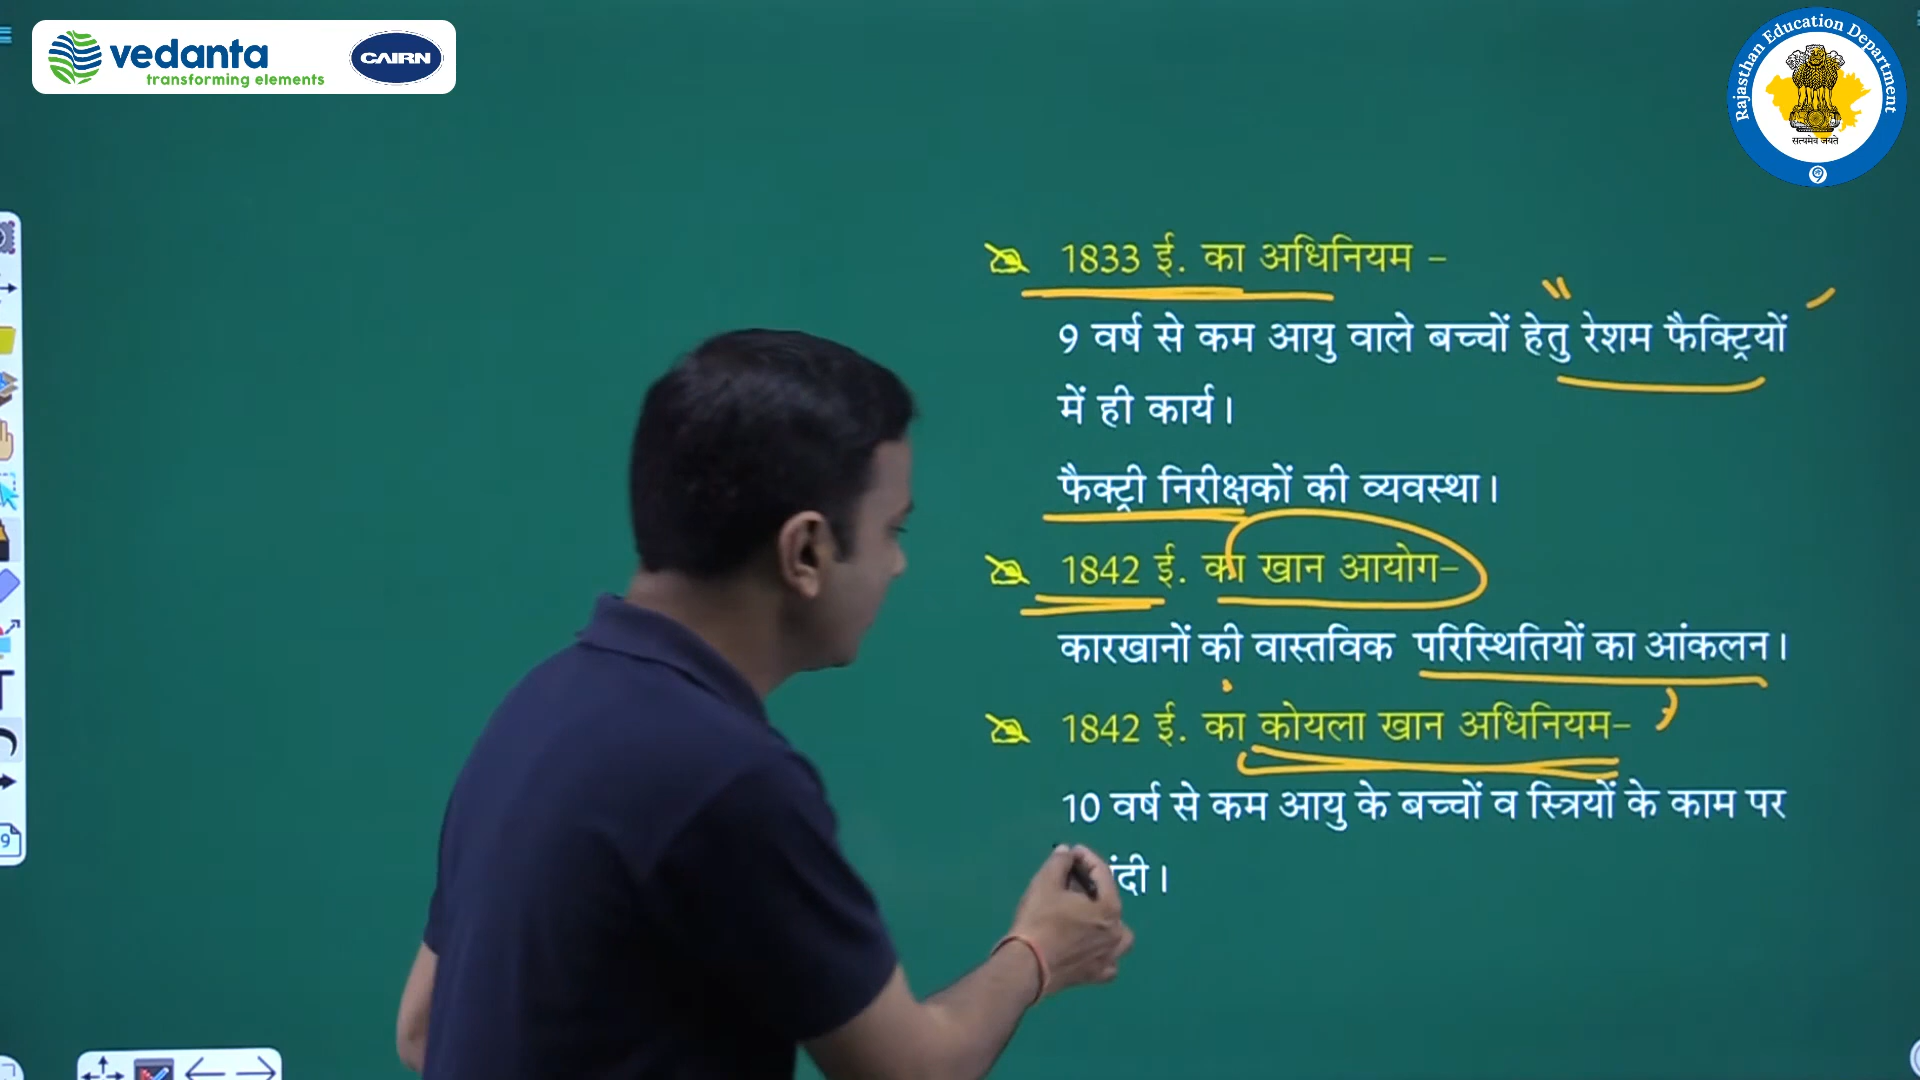 vedanta
transforming elements
CAIRN
Rajasthan Education Department
सत्यमेव जयते
1833 ई. का अधिनियम –
9 वर्ष से कम आयु वाले बच्चों हेतु रेशम फैक्ट्रियों
में ही कार्य।
फैक्ट्री निरीक्षकों की व्यवस्था।
1842 ई. का खान आयोग–
कारखानों की वास्तविक परिस्थितियों का आंकलन।
1842 ई. का कोयला खान अधिनियम–
10 वर्ष से कम आयु के बच्चों व स्त्रियों के काम पर
9